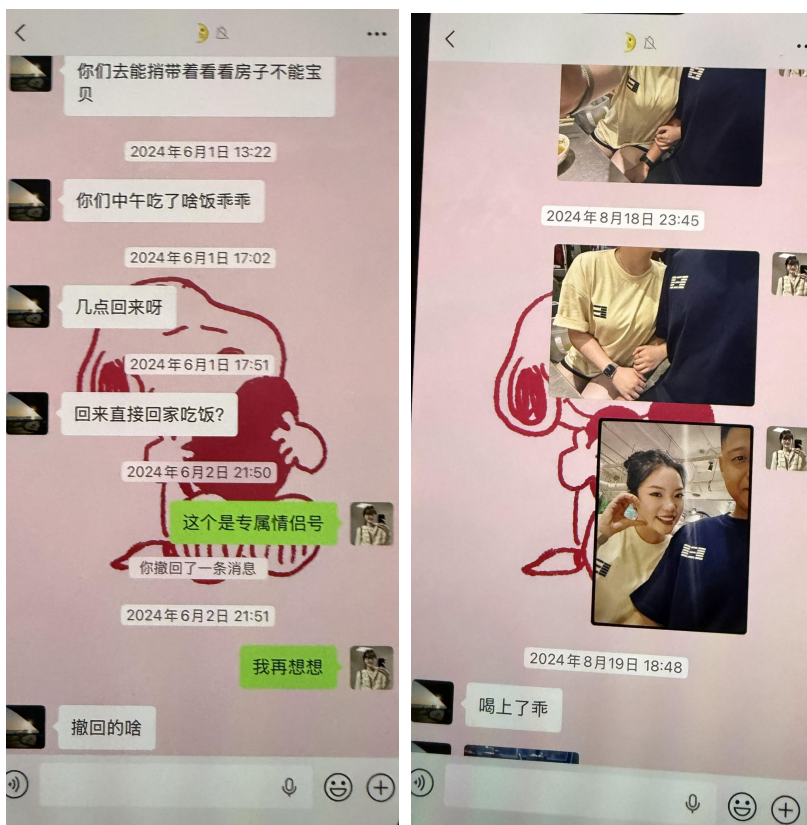 你们去能捎带着看看房子不能宝
贝
2024年6月1日 13:22
你们中午吃了啥饭乖乖
2024年6月1日 17:02
几点回来呀
2024年6月1日 17:51
回来直接回家吃饭?
2024年6月2日 21:50
这个是专属情侣号
你撤回了一条消息
2024年6月2日 21:51
我再想想
撤回的啥
2024年8月18日 23:45
2024年8月19日 18:48
喝上了乖